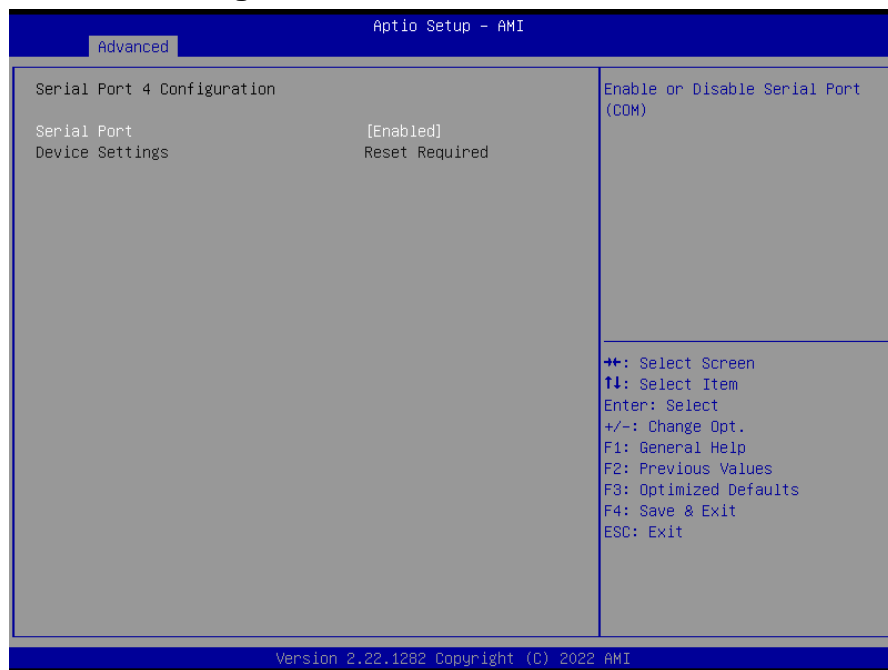 Aptio Setup – AMI
Advanced
Serial Port 4 Configuration
Serial Port [Enabled]
Device Settings Reset Required
Enable or Disable Serial Port
(COM)
→←: Select Screen
↑↓: Select Item
Enter: Select
+/-: Change Opt.
F1: General Help
F2: Previous Values
F3: Optimized Defaults
F4: Save & Exit
ESC: Exit
Version 2.22.1282 Copyright (C) 2022 AMI